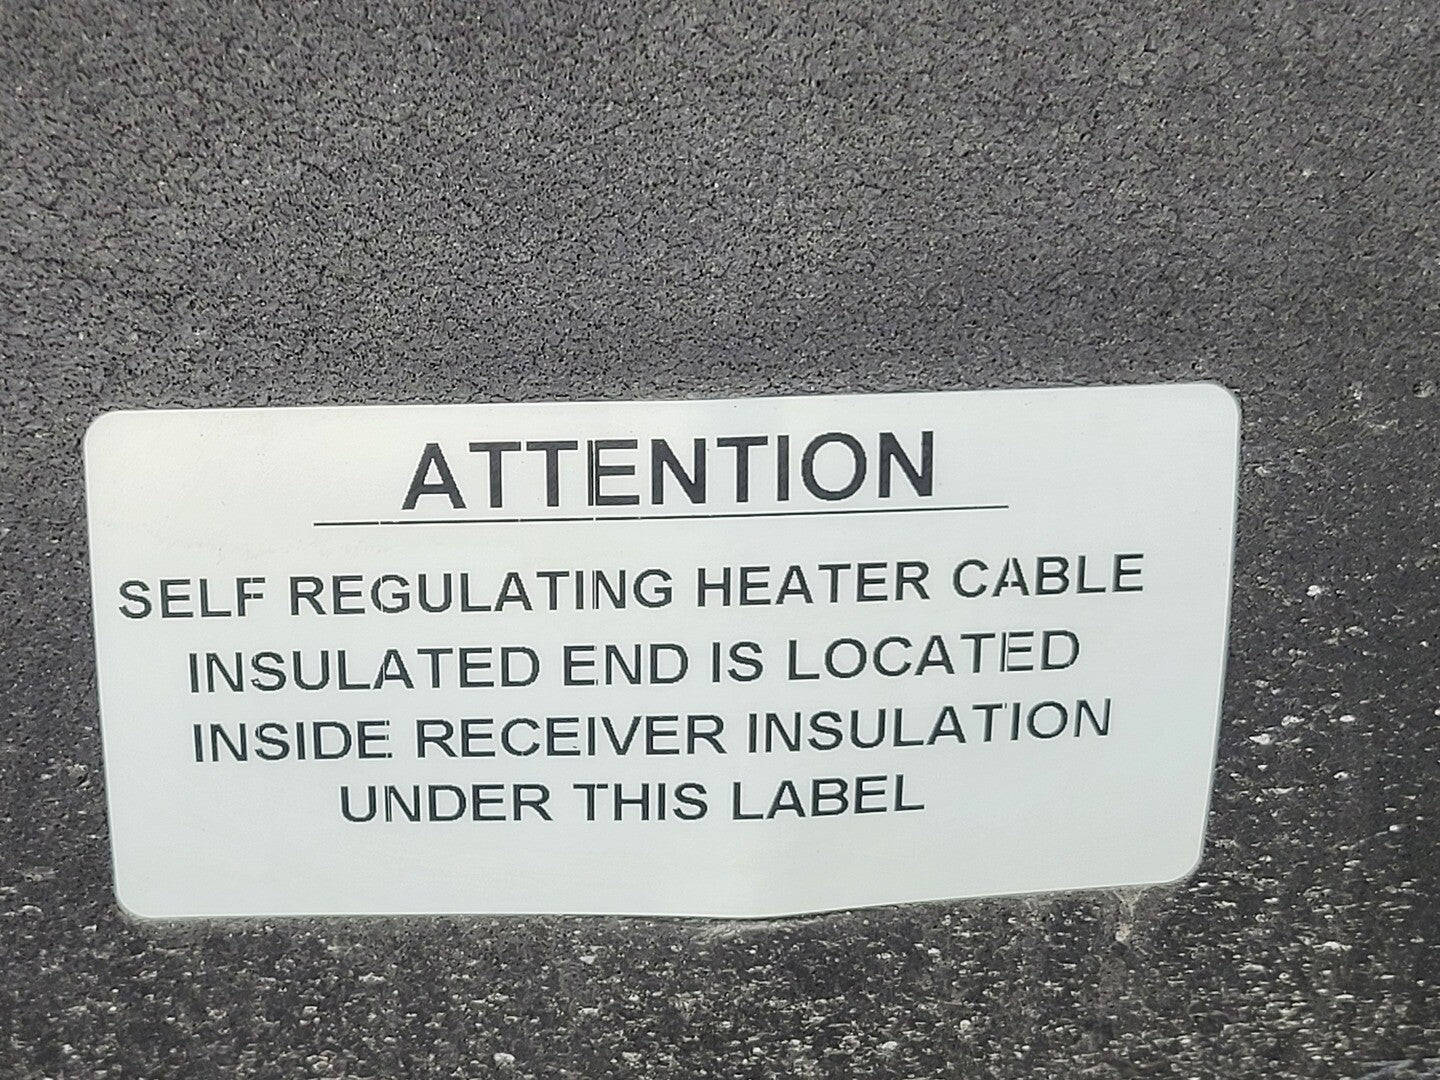 ATTENTION
SELF REGULATING HEATER CABLE
INSULATED END IS LOCATED
INSIDE RECEIVER INSULATION
UNDER THIS LABEL